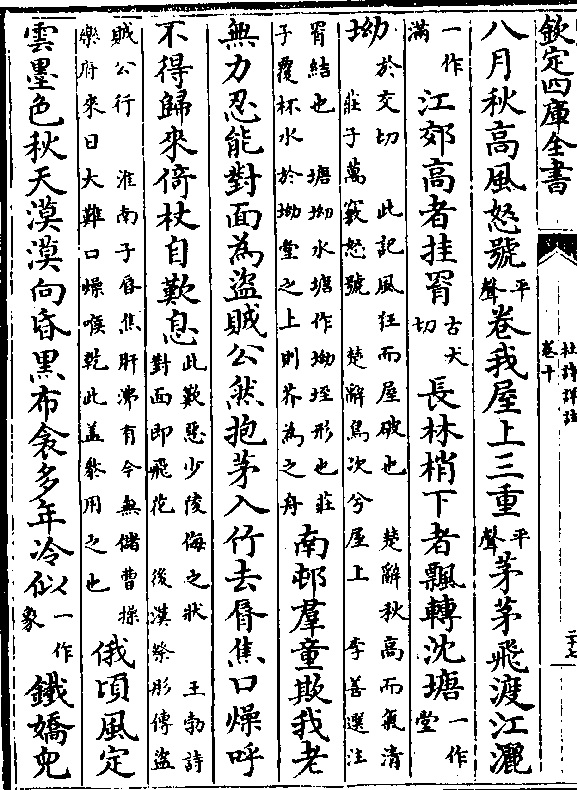 欽定四庫全書
杜詩詳註
卷十
八月秋高風怒號平聲卷我屋上三重平聲茅茅飛渡江灑
一作滿江郊高者挂罥古犬切長林梢下者飄轉沈塘一作堂
坳於交切 此記風狂而屋破也 楚辭秋高而氣清
莊子萬竅怒號 楚辭鳥次兮屋上 李善選注
罥結也 塘坳水塘作坳垤形也莊
子覆杯水於坳堂之上則芥為之舟 南邨羣童欺我老
無力忍能對面為盜賊公然抱茅入竹去脣焦口燥呼
不得歸來倚杖自歎息此歎惡少陵侮之狀 王勃詩
對面即飛花 後漢祭彤傳盜
賊公行 淮南子脣焦肝沸有今無儲曹操
樂府來日大難口燥喉乾此盖兼用之也 俄頃風定
雲墨色秋天漠漠向昏黑布衾多年冷似一作象鐵嬌兒